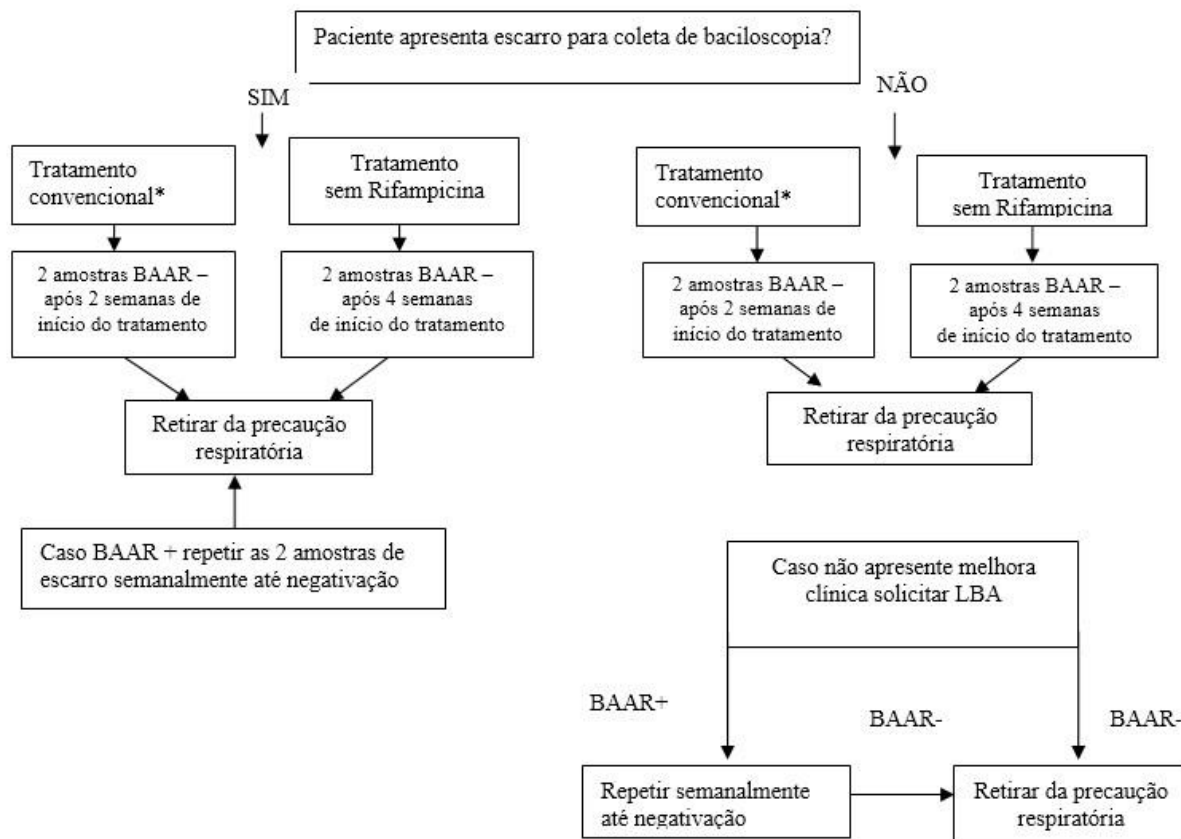 Paciente apresenta escarro para coleta de baciloscopia?
SIM
NÃO
Tratamento
convencional*
Tratamento
sem Rifampicina
Tratamento
convencional*
Tratamento
sem Rifampicina
2 amostras BAAR –
após 2 semanas de
início do tratamento
2 amostras BAAR –
após 4 semanas
de início do tratamento
2 amostras BAAR –
após 2 semanas de
início do tratamento
2 amostras BAAR –
após 4 semanas
de início do tratamento
Retirar da precaução
respiratória
Retirar da precaução
respiratória
Caso BAAR + repetir as 2 amostras de
escarro semanalmente até negativação
Caso não apresente melhora
clínica solicitar LBA
BAAR+
BAAR-
BAAR-
Repetir semanalmente
até negativação
Retirar da precaução
respiratória